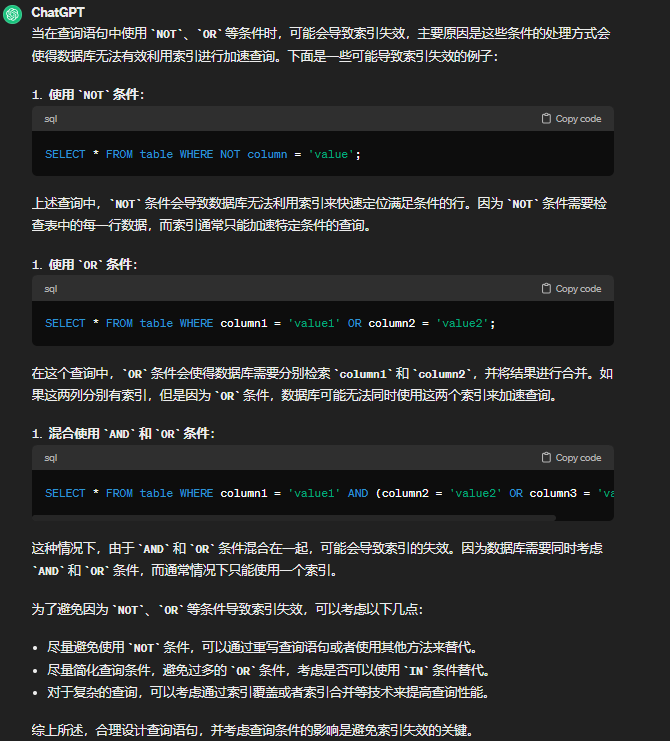 ChatGPT
当在查询语句中使用 `NOT`、`OR` 等条件时，可能会导致索引失效，主要原因是这些条件的处理方式会
使得数据库无法有效利用索引进行加速查询。下面是一些可能导致索引失效的例子：
1. 使用 `NOT` 条件：
sql
Copy code
SELECT * FROM table WHERE NOT column = 'value';
上述查询中，`NOT` 条件会导致数据库无法利用索引来快速定位满足条件的行。因为 `NOT` 条件需要检
查表中的每一行数据，而索引通常只能加速特定条件的查询。
1. 使用 `OR` 条件：
sql
Copy code
SELECT * FROM table WHERE column1 = 'value1' OR column2 = 'value2';
在这个查询中，`OR` 条件会使得数据库需要分别检索 `column1` 和 `column2`，并将结果进行合并。如
果这两列分别有索引，但是因为 `OR` 条件，数据库可能无法同时使用这两个索引来加速查询。
1. 混合使用 `AND` 和 `OR` 条件：
sql
Copy code
SELECT * FROM table WHERE column1 = 'value1' AND (column2 = 'value2' OR column3 = 'va
这种情况下，由于 `AND` 和 `OR` 条件混合在一起，可能会导致索引的失效。因为数据库需要同时考虑
`AND` 和 `OR` 条件，而通常情况下只能使用一个索引。
为了避免因为 `NOT`、`OR` 等条件导致索引失效，可以考虑以下几点：
• 尽量避免使用 `NOT` 条件，可以通过重写查询语句或者使用其他方法来替代。
• 尽量简化查询条件，避免过多的 `OR` 条件，考虑是否可以使用 `IN` 条件替代。
• 对于复杂的查询，可以考虑通过索引覆盖或者索引合并等技术来提高查询性能。
综上所述，合理设计查询语句，并考虑查询条件的影响是避免索引失效的关键。